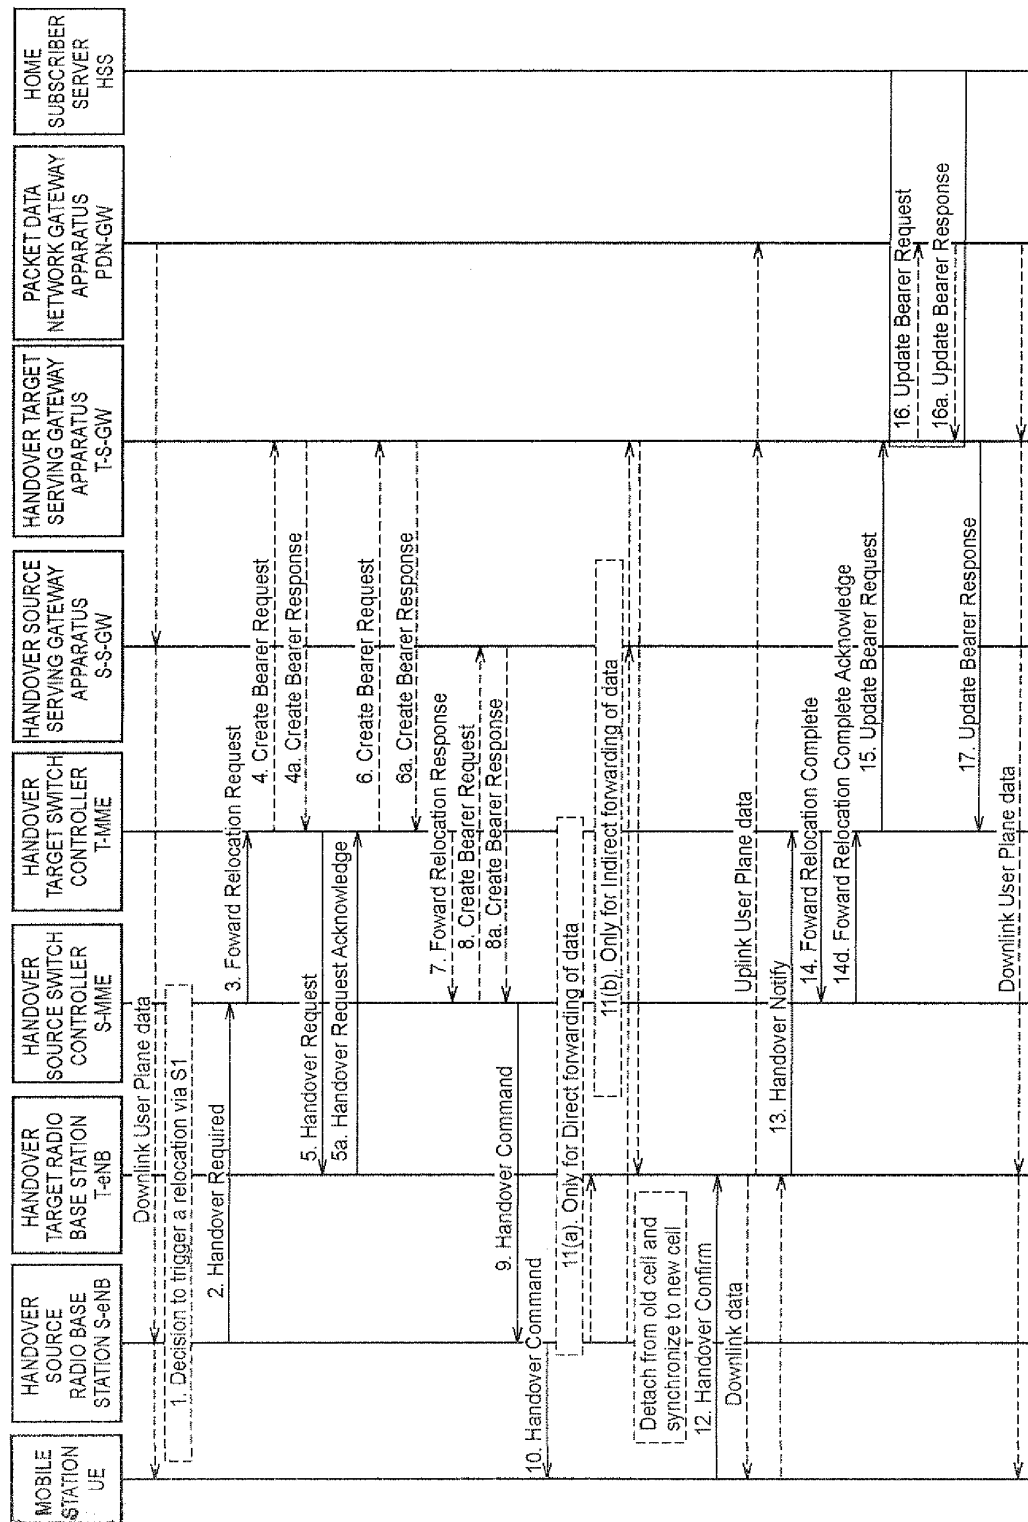 MOBILE
STATION
UE
HANDOVER
SOURCE
RADIO BASE
STATION S-eNB
HANDOVER
TARGET RADIO
BASE STATION
T-eNB
HANDOVER
SOURCE SWITCH
CONTROLLER
S-MME
HANDOVER
TARGET SWITCH
CONTROLLER
T-MME
HANDOVER SOURCE
SERVING GATEWAY
APPARATUS
S-S-GW
HANDOVER TARGET
SERVING GATEWAY
APPARATUS
T-S-GW
PACKET DATA
NETWORK GATEWAY
APPARATUS
PDN-GW
HOME
SUBSCRIBER
SERVER
HSS
Downlink User Plane data
1. Decision to trigger a relocation via S1
2. Handover Required
3. Foward Relocation Request
4. Create Bearer Request
4a. Create Bearer Response
5. Handover Request
5a. Handover Request Acknowledge
6. Create Bearer Request
6a. Create Bearer Response
7. Foward Relocation Response
8. Create Bearer Request
8a. Create Bearer Response
9. Handover Command
10. Handover Command
11(a). Only for Direct forwarding of data
11(b). Only for Indirect forwarding of data
Detach from old cell and
synchronize to new cell
12. Handover Confirm
Downlink data
Uplink User Plane data
13. Handover Notify
14. Foward Relocation Complete
14d. Foward Relocation Complete Acknowledge
15. Update Bearer Request
16. Update Bearer Request
16a. Update Bearer Response
17. Update Bearer Response
Downlink User Plane data